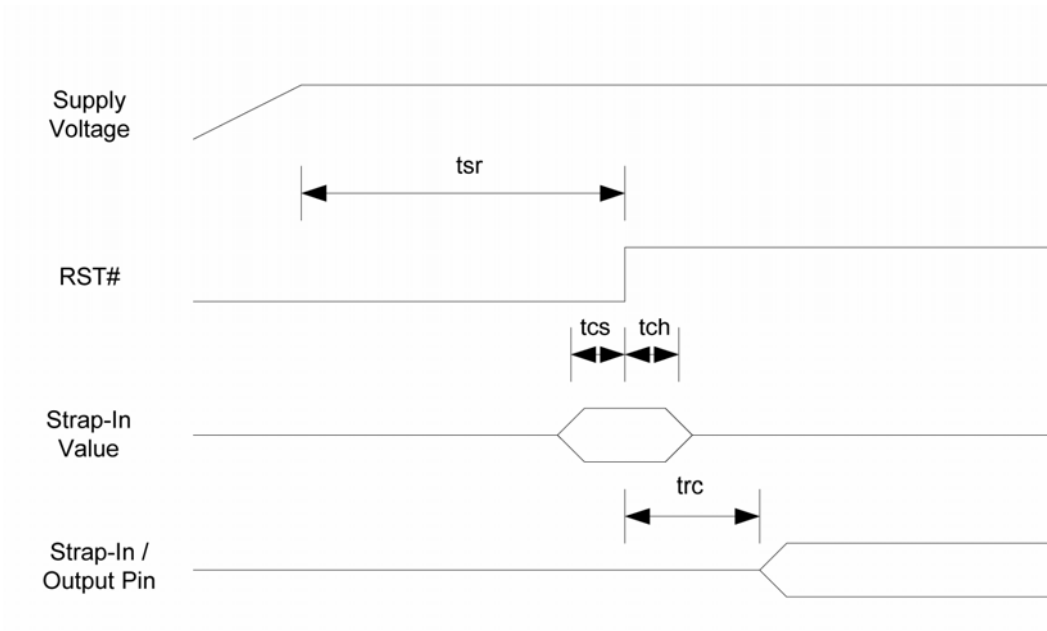 Supply
Voltage
tsr
RST#
tcs
tch
Strap-In
Value
trc
Strap-In /
Output Pin